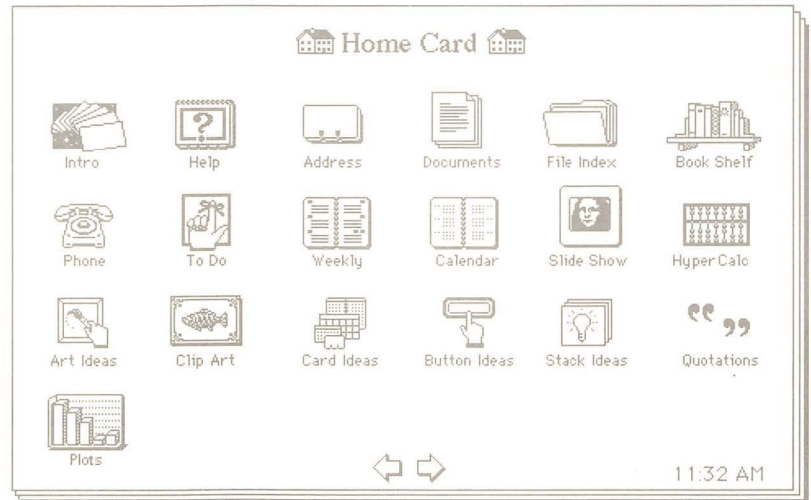 Home Card
Intro Help Address Documents File Index Book Shelf
?
Phone To Do Weekly Calendar Slide Show HyperCalc
Art Ideas Clip Art Card Ideas Button Ideas Stack Ideas Quotations
Plots
11:32 AM